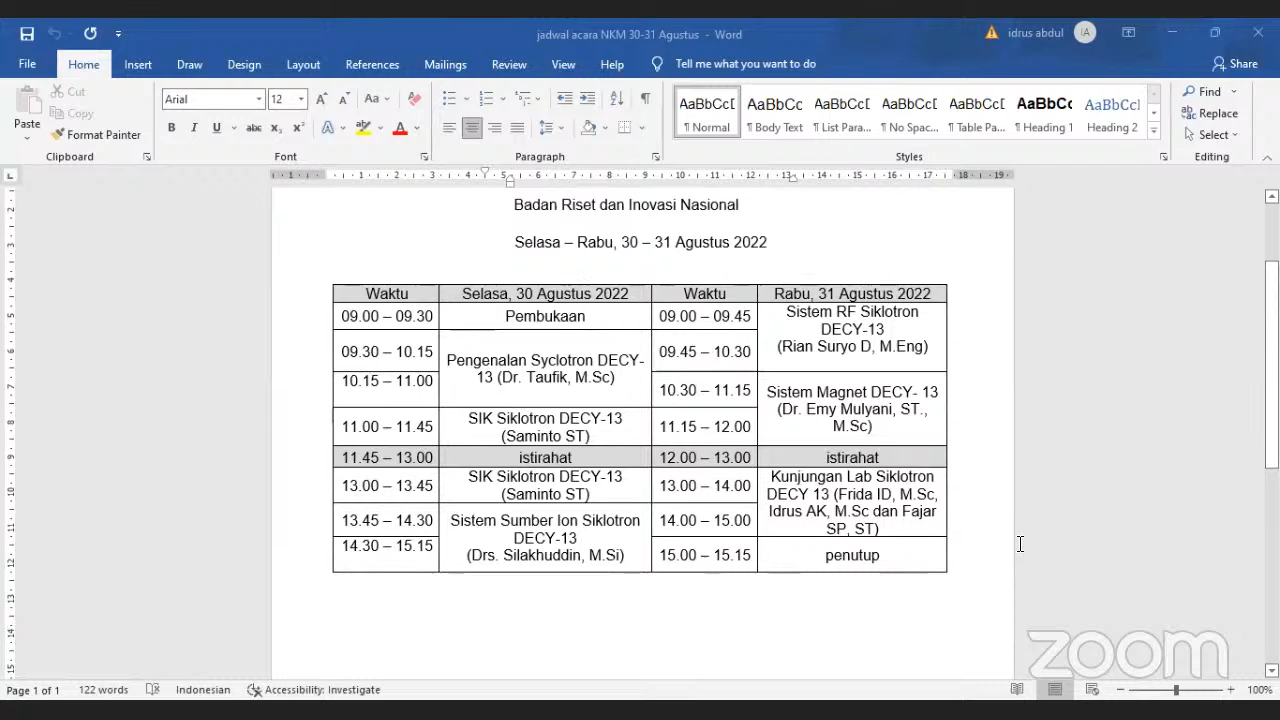 jadwal acara NKM 30-31 Agustus - Word
idrus abdul
IA
File Home Insert Draw Design Layout References Mailings Review View Help Tell me what you want to do Share
Paste
Cut
Copy
Format Painter
Clipboard
Arial 12
Font
Paragraph
AaBbCcD AaBbCc AaBbCcI AaBbCcI AaBbCcI AaBbCc AaBbCcI
¶ Normal ¶ Body Text ¶ List Para... ¶ No Spac... ¶ Table Pa... ¶ Heading 1 Heading 2
Styles
Find
Replace
Select
Editing
Badan Riset dan Inovasi Nasional
Selasa – Rabu, 30 – 31 Agustus 2022
Waktu Selasa, 30 Agustus 2022 Waktu Rabu, 31 Agustus 2022
09.00 – 09.30 Pembukaan 09.00 – 09.45 Sistem RF Siklotron
DECY-13
(Rian Suryo D, M.Eng)
09.30 – 10.15 Pengenalan Syclotron DECY-
13 (Dr. Taufik, M.Sc) 09.45 – 10.30
10.15 – 11.00 10.30 – 11.15 Sistem Magnet DECY- 13
(Dr. Emy Mulyani, ST.,
M.Sc)
11.00 – 11.45 SIK Siklotron DECY-13
(Saminto ST) 11.15 – 12.00
11.45 – 13.00 istirahat 12.00 – 13.00 istirahat
13.00 – 13.45 SIK Siklotron DECY-13
(Saminto ST) 13.00 – 14.00 Kunjungan Lab Siklotron
DECY 13 (Frida ID, M.Sc,
Idrus AK, M.Sc dan Fajar
SP, ST)
13.45 – 14.30 Sistem Sumber Ion Siklotron
DECY-13
(Drs. Silakhuddin, M.Si) 14.00 – 15.00
14.30 – 15.15 15.00 – 15.15 penutup
zoom
Page 1 of 1 122 words Indonesian Accessibility: Investigate 100%